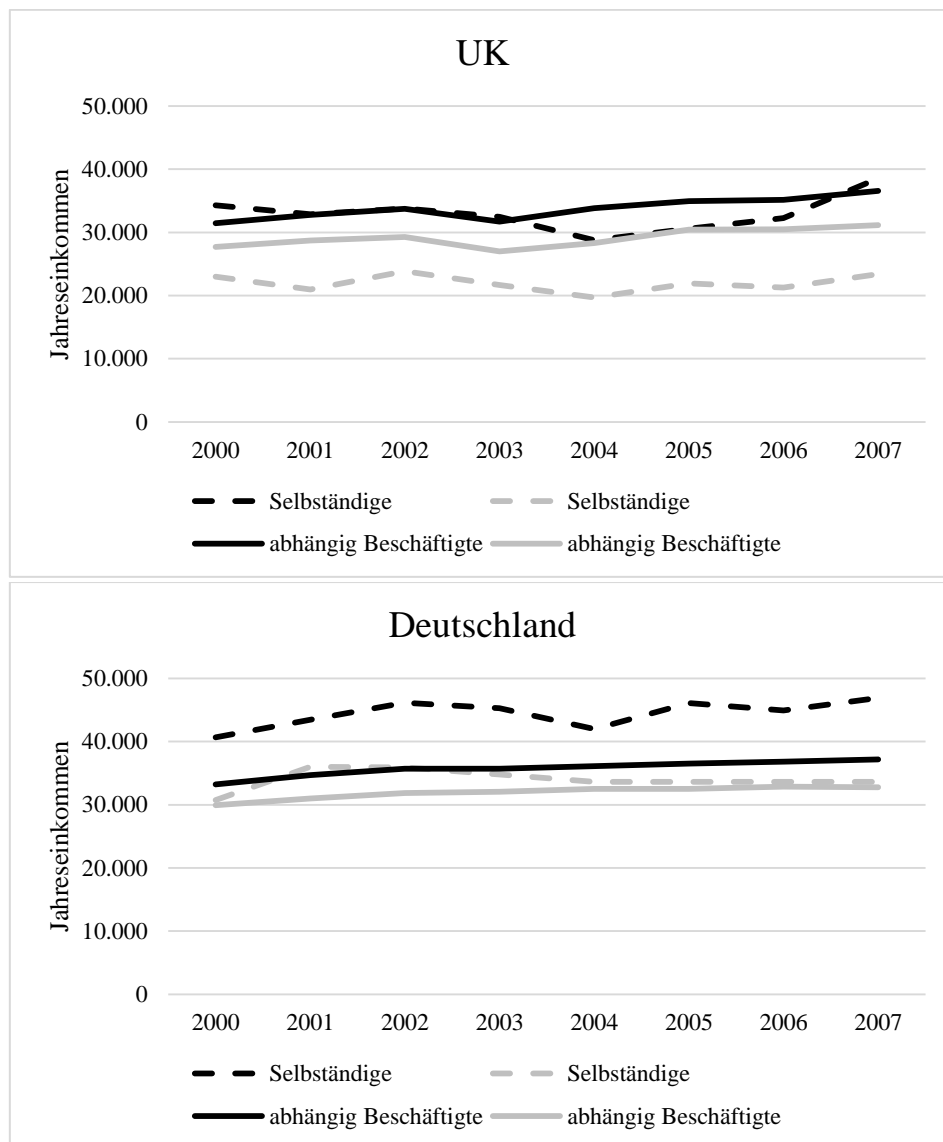 UK
Jahreseinkommen
50.000
40.000
30.000
20.000
10.000
0
2000 2001 2002 2003 2004 2005 2006 2007
Selbständige Selbständige
abhängig Beschäftigte abhängig Beschäftigte
Deutschland
Jahreseinkommen
50.000
40.000
30.000
20.000
10.000
0
2000 2001 2002 2003 2004 2005 2006 2007
Selbständige Selbständige
abhängig Beschäftigte abhängig Beschäftigte